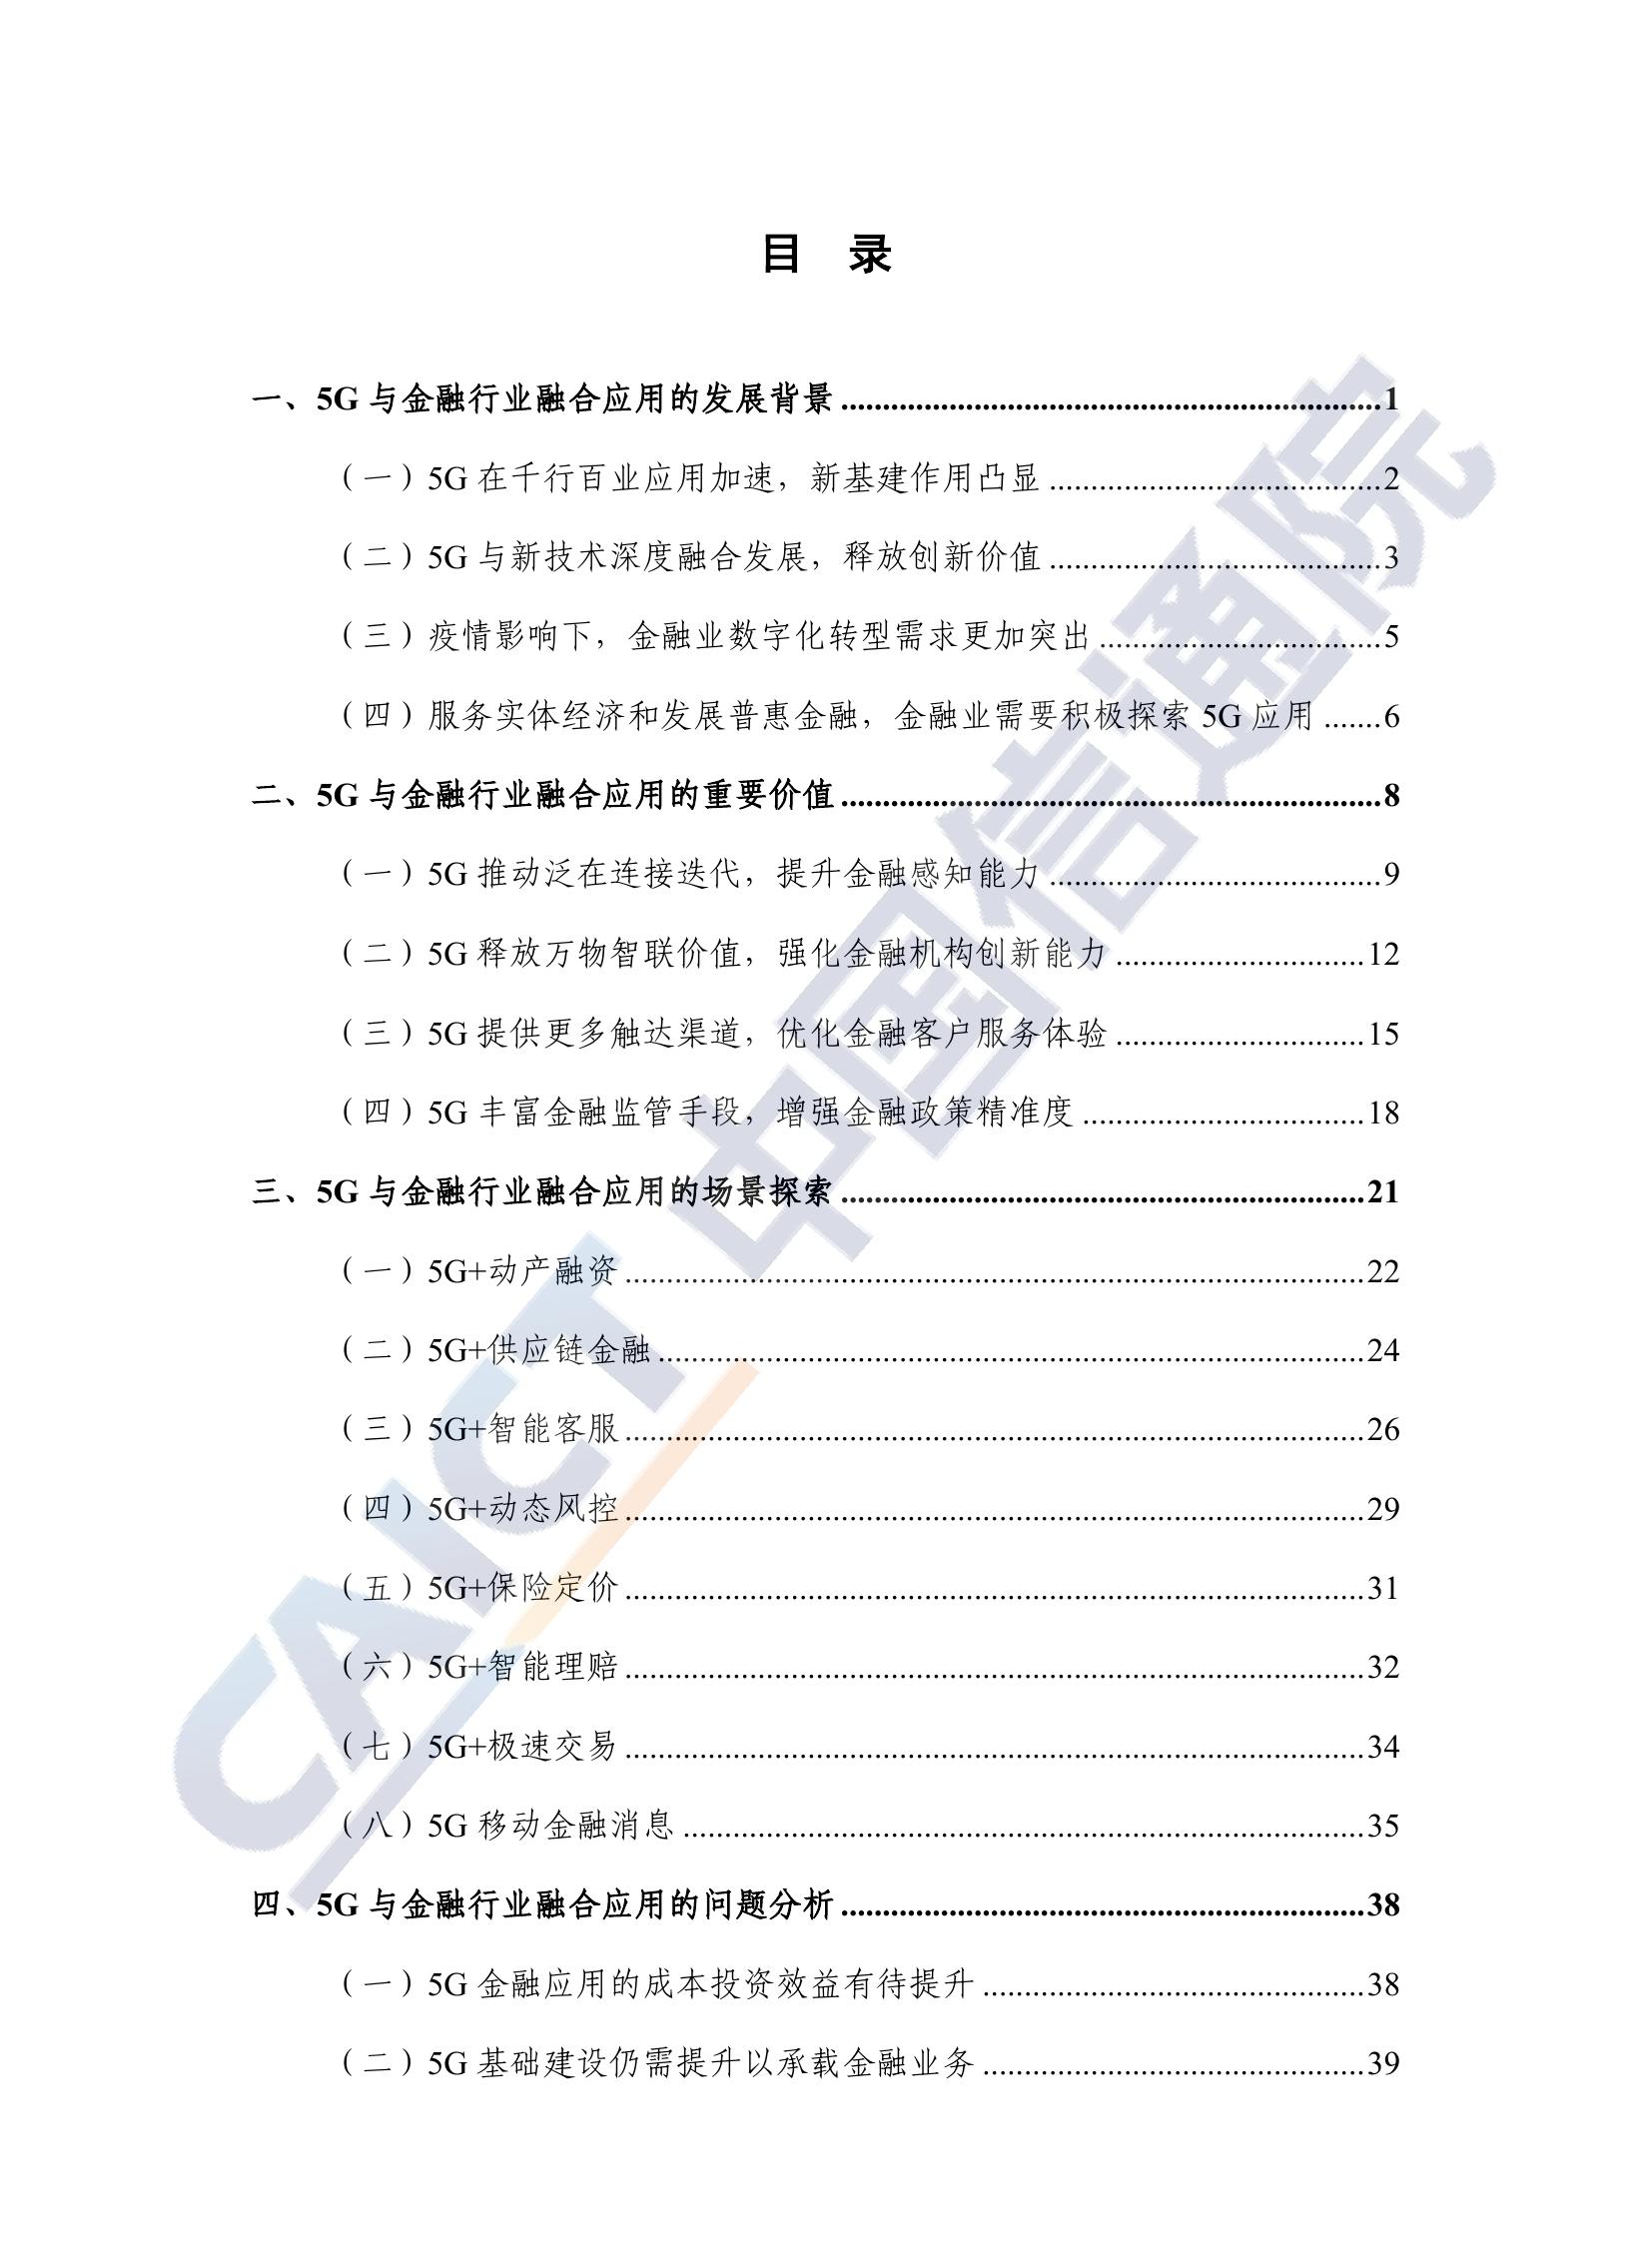 目 录
一、5G 与金融行业融合应用的发展背景................................................................1
（一）5G 在千行百业应用加速，新基建作用凸显........................................2
（二）5G 与新技术深度融合发展，释放创新价值........................................3
（三）疫情影响下，金融业数字化转型需求更加突出..................................5
（四）服务实体经济和发展普惠金融，金融业需要积极探索 5G 应用.......6
二、5G 与金融行业融合应用的重要价值................................................................8
（一）5G 推动泛在连接迭代，提升金融感知能力........................................9
（二）5G 释放万物智联价值，强化金融机构创新能力..............................12
（三）5G 提供更多触达渠道，优化金融客户服务体验..............................15
（四）5G 丰富金融监管手段，增强金融政策精准度..................................18
三、5G 与金融行业融合应用的场景探索..............................................................21
（一）5G+动产融资........................................................................................22
（二）5G+供应链金融....................................................................................24
（三）5G+智能客服........................................................................................26
（四）5G+动态风控........................................................................................29
（五）5G+保险定价........................................................................................31
（六）5G+智能理赔........................................................................................32
（七）5G+极速交易........................................................................................34
（八）5G 移动金融消息.................................................................................35
四、5G 与金融行业融合应用的问题分析..............................................................38
（一）5G 金融应用的成本投资效益有待提升..............................................38
（二）5G 基础建设仍需提升以承载金融业务..............................................39
CAICT 中国信通院